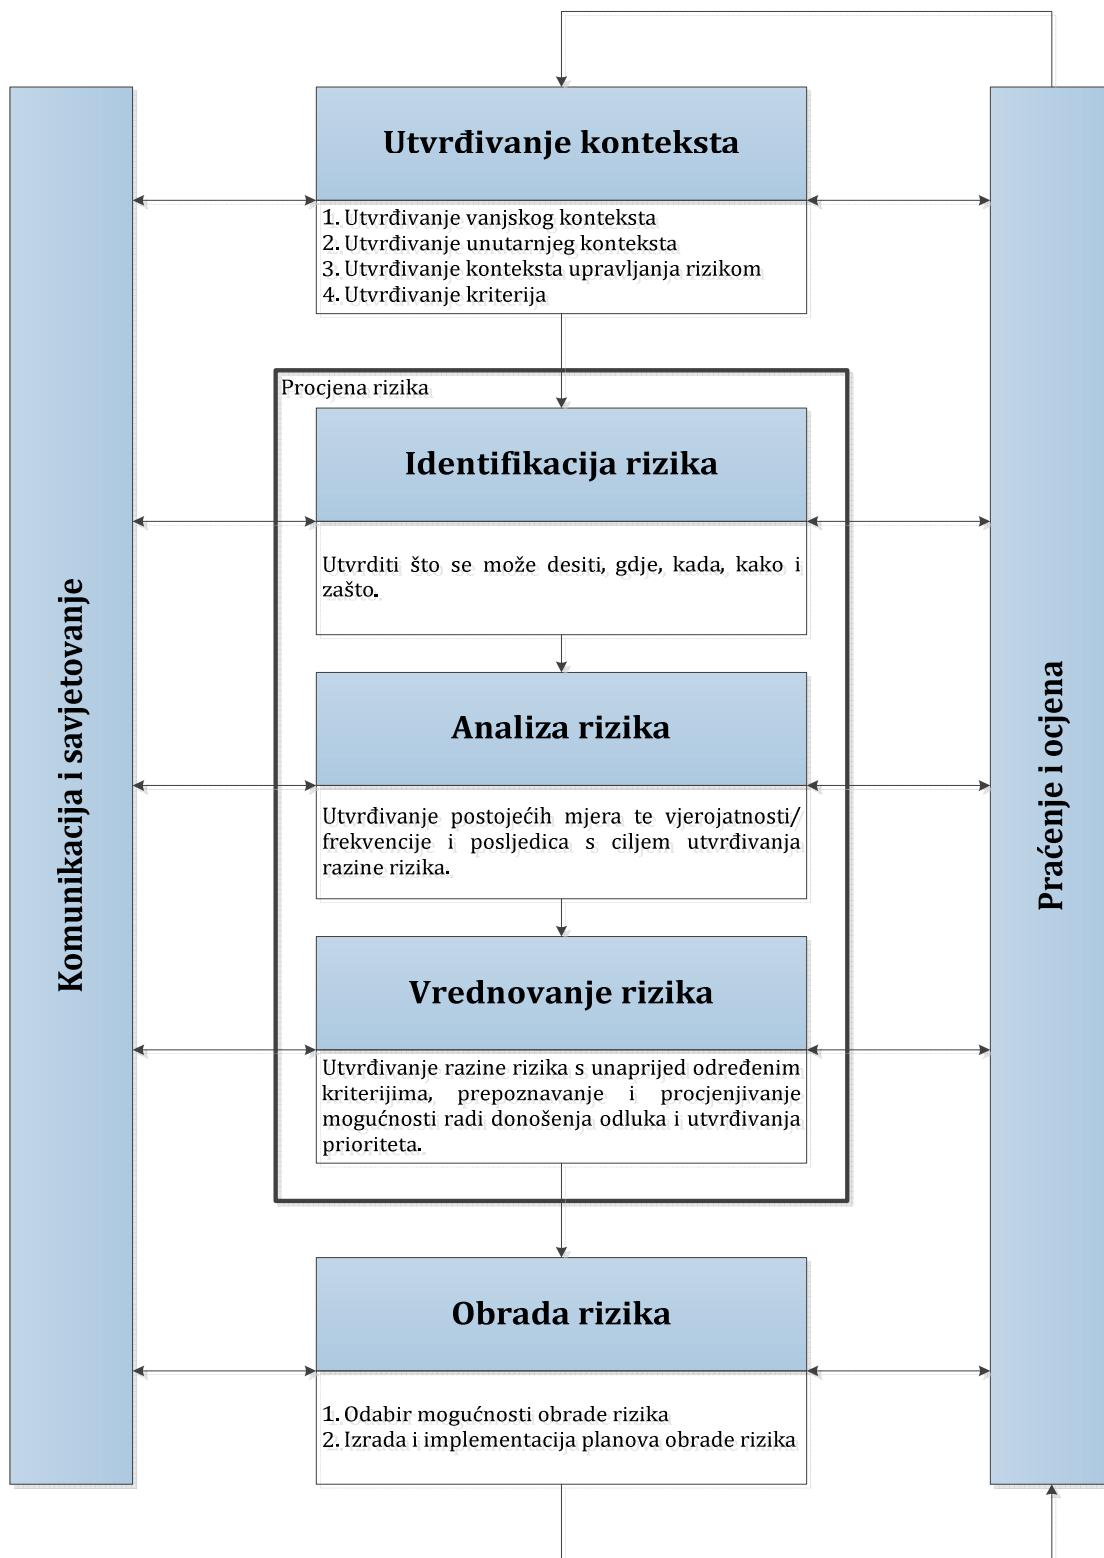 Utvrđivanje konteksta
1. Utvrđivanje vanjskog konteksta
2. Utvrđivanje unutarnjeg konteksta
3. Utvrđivanje konteksta upravljanja rizikom
4. Utvrđivanje kriterija
Procjena rizika
Identifikacija rizika
Utvrditi što se može desiti, gdje, kada, kako i
zašto.
Analiza rizika
Utvrđivanje postojećih mjera te vjerojatnosti/
frekvencije i posljedica s ciljem utvrđivanja
razine rizika.
Vrednovanje rizika
Utvrđivanje razine rizika s unaprijed određenim
kriterijima, prepoznavanje i procjenjivanje
mogućnosti radi donošenja odluka i utvrđivanja
prioriteta.
Obrada rizika
1. Odabir mogućnosti obrade rizika
2. Izrada i implementacija planova obrade rizika
Komunikacija i savjetovanje
Praćenje i ocjena